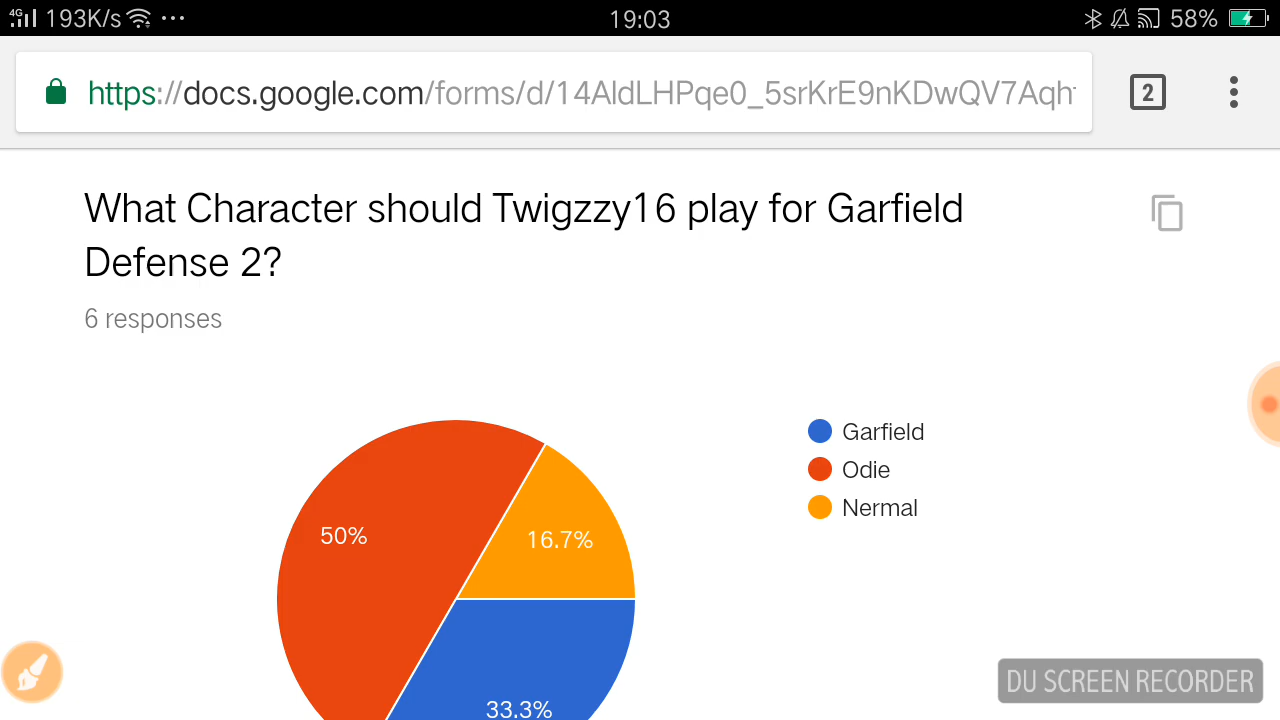 4G 193K/s ... 19:03 58%
https://docs.google.com/forms/d/14AldLHPqe0_5srKrE9nKDwQV7Aqh
2
What Character should Twigzzy16 play for Garfield
Defense 2?
6 responses
Garfield
Odie
Nermal
50%
16.7%
33.3%
DU SCREEN RECORDER